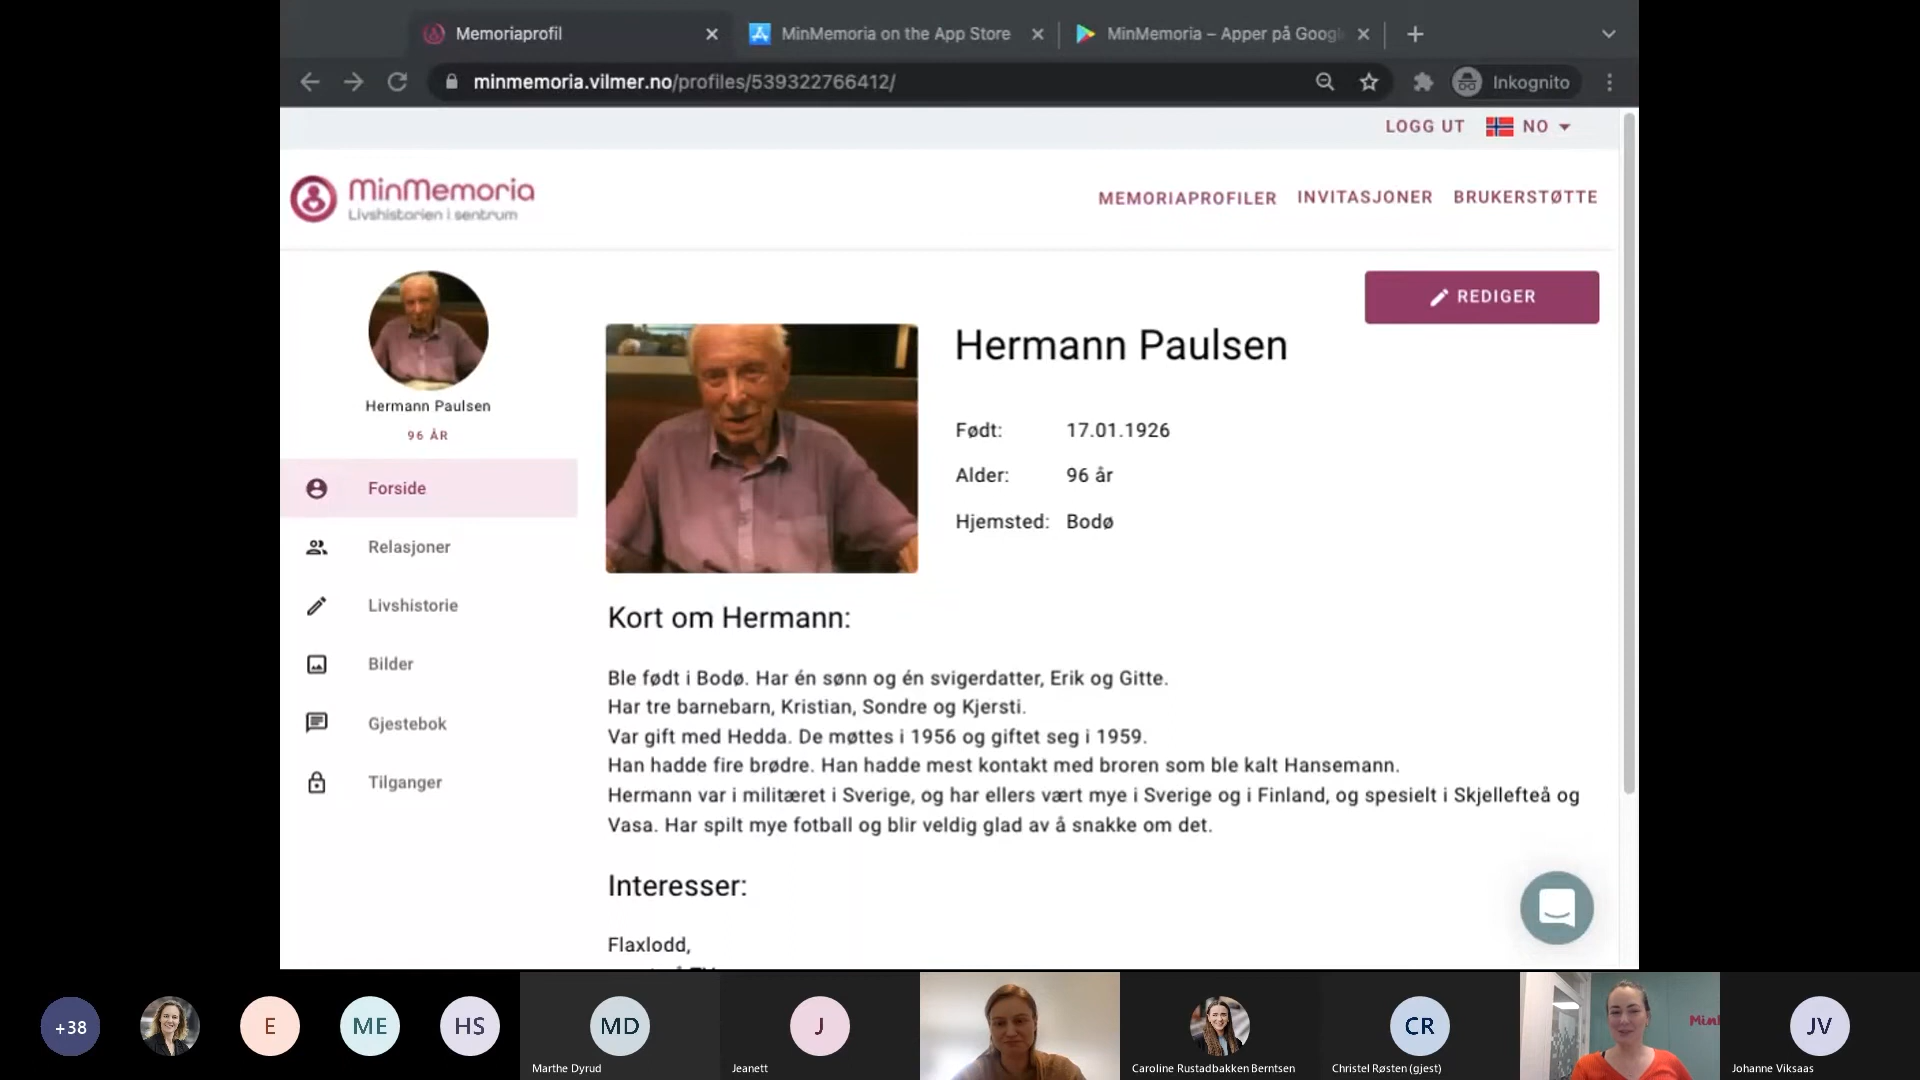 Memoriaprofil
MinMemoria on the App Store
MinMemoria – Apper på Googl
minmemoria.vilmer.no/profiles/539322766412/
Inkognito
LOGG UT
NO
MinMemoria
Livshistorien i sentrum
MEMORIAPROFILER
INVITASJONER
BRUKERSTØTTE
Hermann Paulsen
96 ÅR
Forside
Relasjoner
Livshistorie
Bilder
Gjestebok
Tilganger
REDIGER
Hermann Paulsen
Født: 17.01.1926
Alder: 96 år
Hjemsted: Bodø
Kort om Hermann:
Ble født i Bodø. Har én sønn og én svigerdatter, Erik og Gitte.
Har tre barnebarn, Kristian, Sondre og Kjersti.
Var gift med Hedda. De møttes i 1956 og giftet seg i 1959.
Han hadde fire brødre. Han hadde mest kontakt med broren som ble kalt Hansemann.
Hermann var i militæret i Sverige, og har ellers vært mye i Sverige og i Finland, og spesielt i Skjellefteå og
Vasa. Har spilt mye fotball og blir veldig glad av å snakke om det.
Interesser:
Flaxlodd,
+38
E
ME
HS
MD
Marthe Dyrud
J
Jeanett
Caroline Rustadbakken Berntsen
CR
Christel Røsten (gjest)
JV
Johanne Viksaas